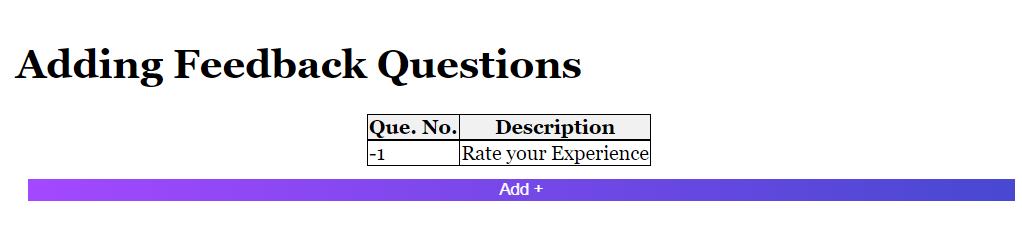 Adding Feedback Questions
Que. No. Description
-1 Rate your Experience
Add +